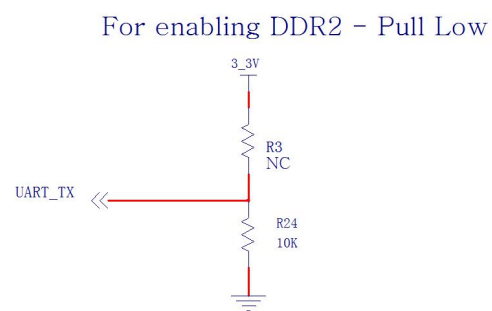 For enabling DDR2 - Pull Low
3_3V
R3
NC
UART_TX
R24
10K